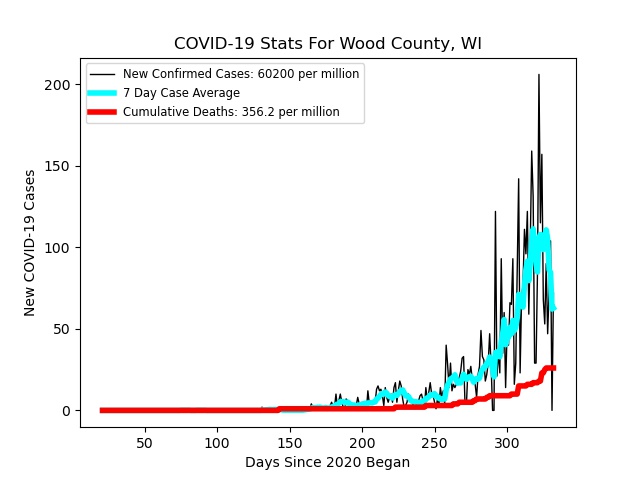 COVID-19 Stats For Wood County, WI
New Confirmed Cases: 60200 per million
7 Day Case Average
Cumulative Deaths: 356.2 per million
New COVID-19 Cases
200
150
100
50
0
50 100 150 200 250 300
Days Since 2020 Began